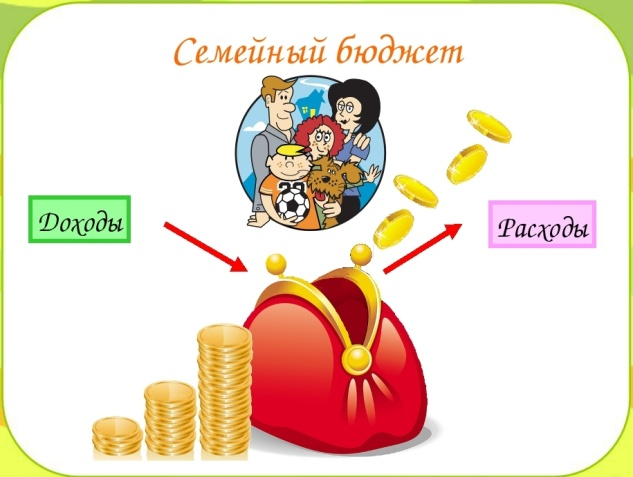 Семейный бюджет
Доходы
Расходы